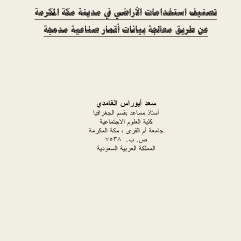 تصنيف استخدامات الأراضي في مدينة مكة المكرمة
عن طريق معالجة بيانات أقمار صناعية مدمجة
سعد أبوراس الغامدي
أستاذ مساعد بقسم الجغرافيا
كلية العلوم الاجتماعية
جامعة أم القرى ، مكة المكرمة
ص. ب. ٧٥٣٨
المملكة العربية السعودية